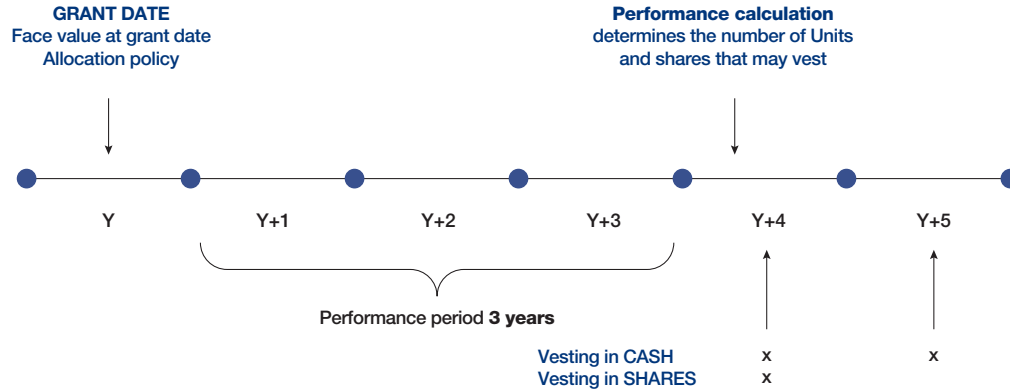 GRANT DATE
Face value at grant date
Allocation policy
Performance calculation
determines the number of Units
and shares that may vest
Y
Y+1
Y+2
Y+3
Y+4
Y+5
Performance period 3 years
Vesting in CASH x x
Vesting in SHARES x